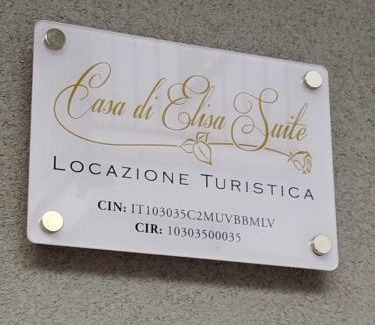 Casa di Elisa Suite
LOCAZIONE TURISTICA
CIN: IT103035C2MUVBBMLV
CIR: 10303500035